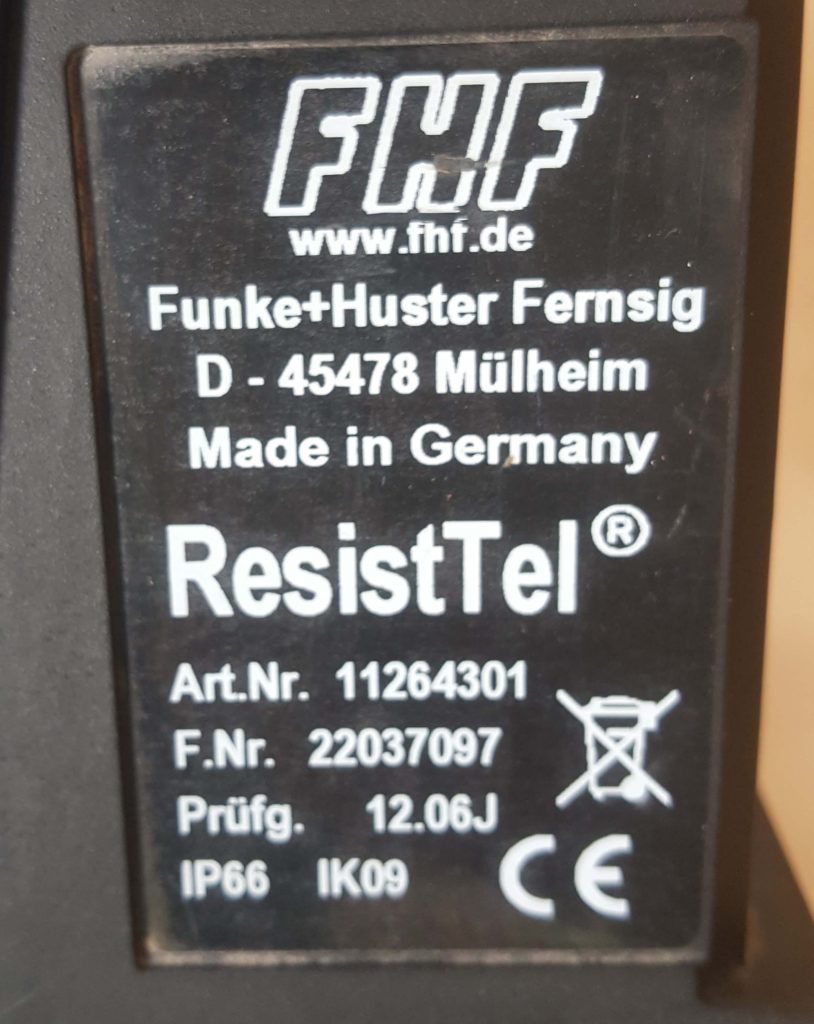 FHF
www.fhf.de
Funke+Huster Fernsig
D - 45478 Mülheim
Made in Germany
ResistTel®
Art.Nr. 11264301
F.Nr. 22037097
Prüfg. 12.06J
IP66 IK09 CE